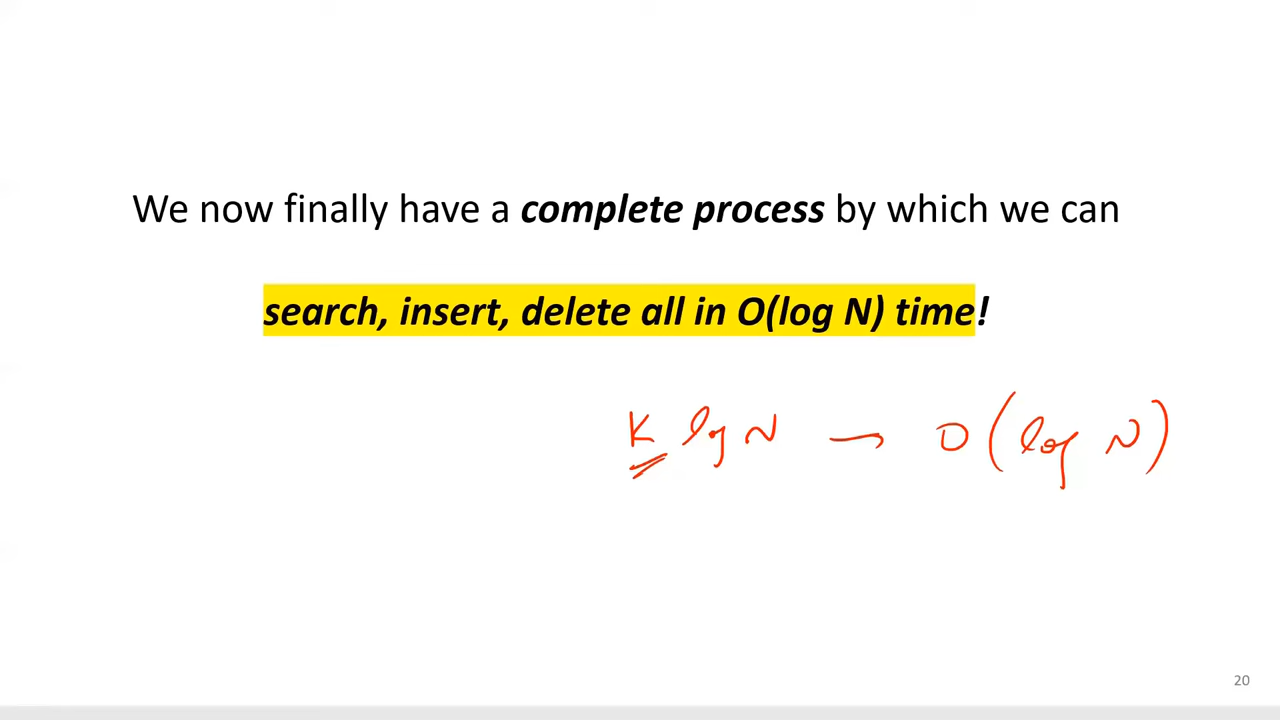 We now finally have a complete process by which we can
search, insert, delete all in O(log N) time!
K log N → O(log N)
20